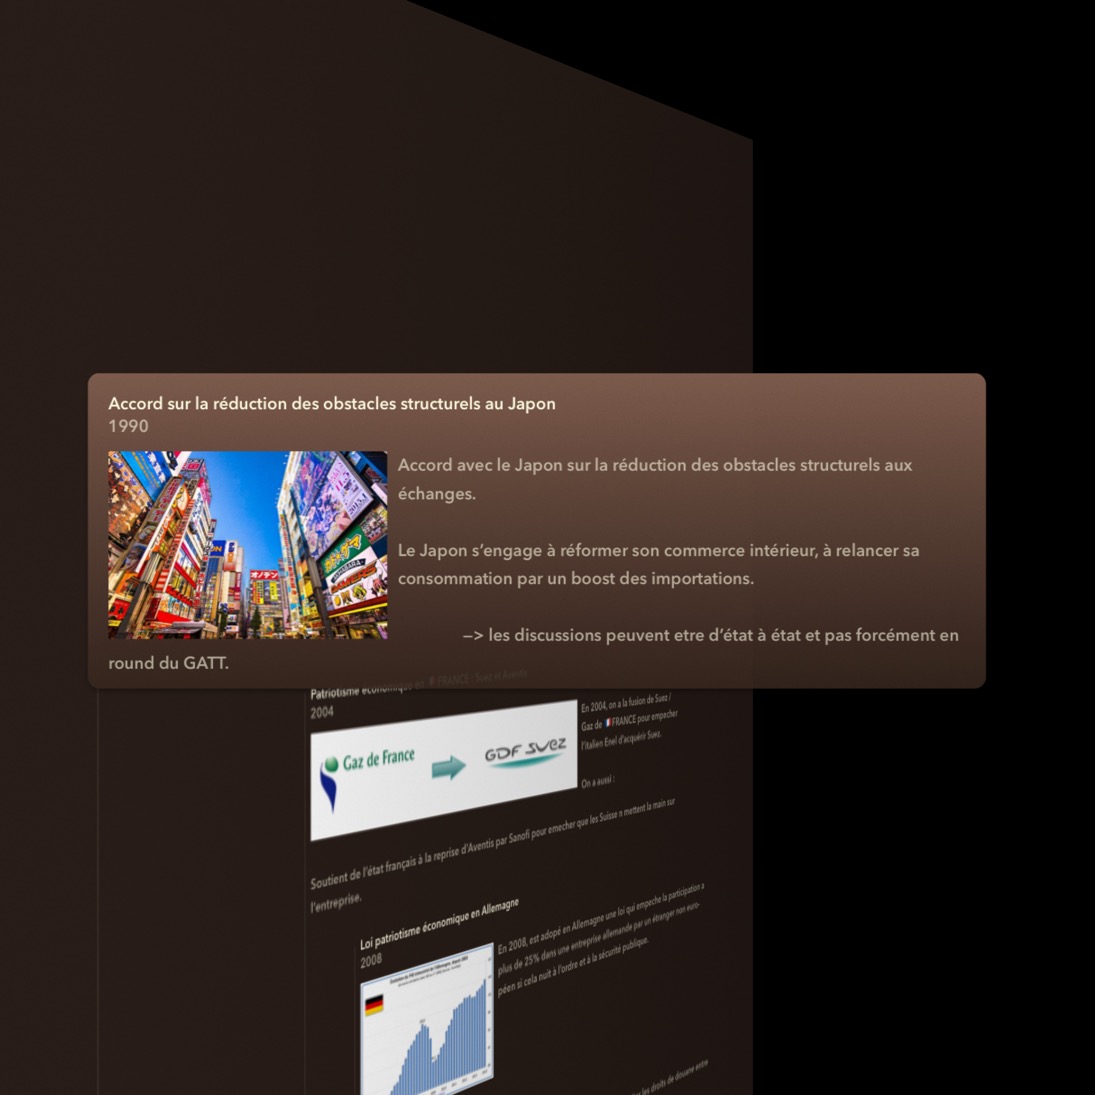 Accord sur la réduction des obstacles structurels au Japon
1990
Accord avec le Japon sur la réduction des obstacles structurels aux
échanges.
Le Japon s’engage à réformer son commerce intérieur, à relancer sa
consommation par un boost des importations.
—> les discussions peuvent etre d’état à état et pas forcément en
round du GATT.
Patriotisme économique en FRANCE / Suez et Aventis
2004
Gaz de France
GDF SUEZ
En 2004, on a la fusion de Suez /
Gaz de FRANCE pour empecher
l’italien Enel d’acquérir Suez.
On a aussi :
Soutient de l’état français à la reprise d’Aventis par Sanofi pour emecher que les Suisse n mettent la main sur
l’entreprise.
Loi patriotisme économique en Allemagne
2008
En 2008, est adopé en Allemagne une loi qui empeche la participation a
plus de 25% dans une entreprise allemande par un étranger non euro-
péen si cela nuit à l’ordre et à la sécurité publique.
les droits de douane entre